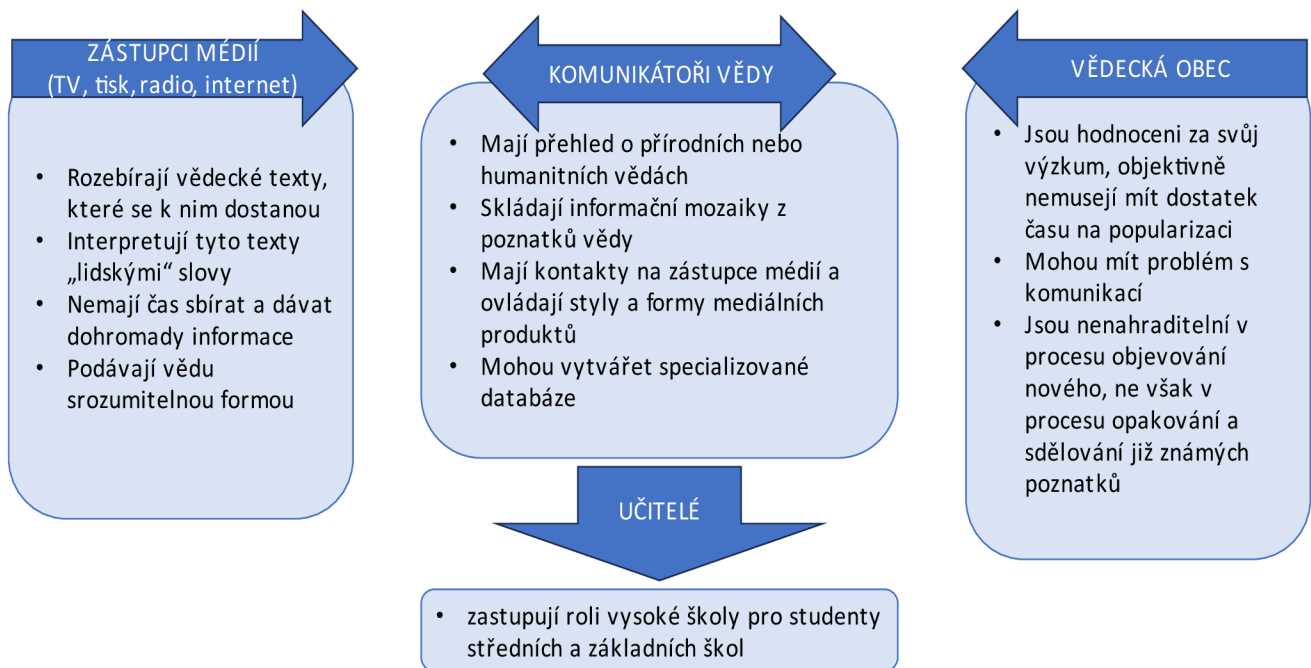 ZÁSTUPCI MÉDIÍ
(TV, tisk, radio, internet)
• Rozebírají vědecké texty,
které se k nim dostanou
• Interpretují tyto texty
„lidskými“ slovy
• Nemají čas sbírat a dávat
dohromady informace
• Podávají vědu
srozumitelnou formou
KOMUNIKÁTOŘI VĚDY
• Mají přehled o přírodních nebo
humanitních vědách
• Skládají informační mozaiky z
poznatků vědy
• Mají kontakty na zástupce médií a
ovládají styly a formy mediálních
produktů
• Mohou vytvářet specializované
databáze
VĚDECKÁ OBEC
• Jsou hodnoceni za svůj
výzkum, objektivně
nemusejí mít dostatek
času na popularizaci
• Mohou mít problém s
komunikací
• Jsou nenahraditelní v
procesu objevování
nového, ne však v
procesu opakování a
sdělování již známých
poznatků
UČITELÉ
• zastupují roli vysoké školy pro studenty
středních a základních škol